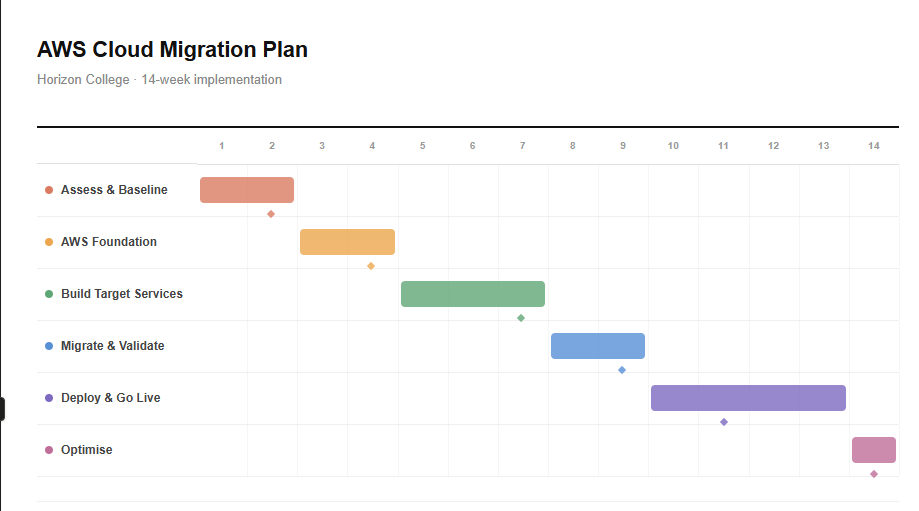 AWS Cloud Migration Plan
Horizon College · 14-week implementation
1 2 3 4 5 6 7 8 9 10 11 12 13 14
Assess & Baseline
AWS Foundation
Build Target Services
Migrate & Validate
Deploy & Go Live
Optimise